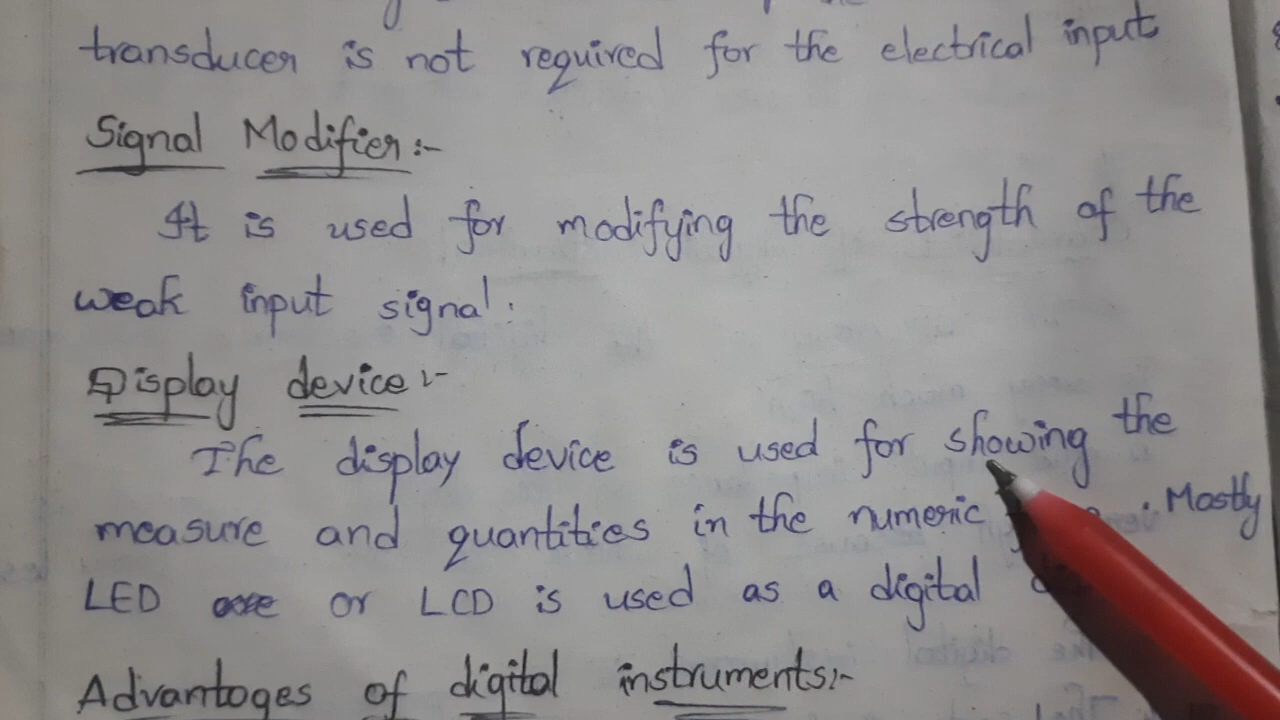 transducer is not required for the electrical input
Signal Modifier:-
It is used for modifying the strength of the
weak input signal.
Display device:-
The display device is used for showing the
measure and quantities in the numeric . Mostly
LED or LCD is used as a digital
Advantages of digital instruments:-